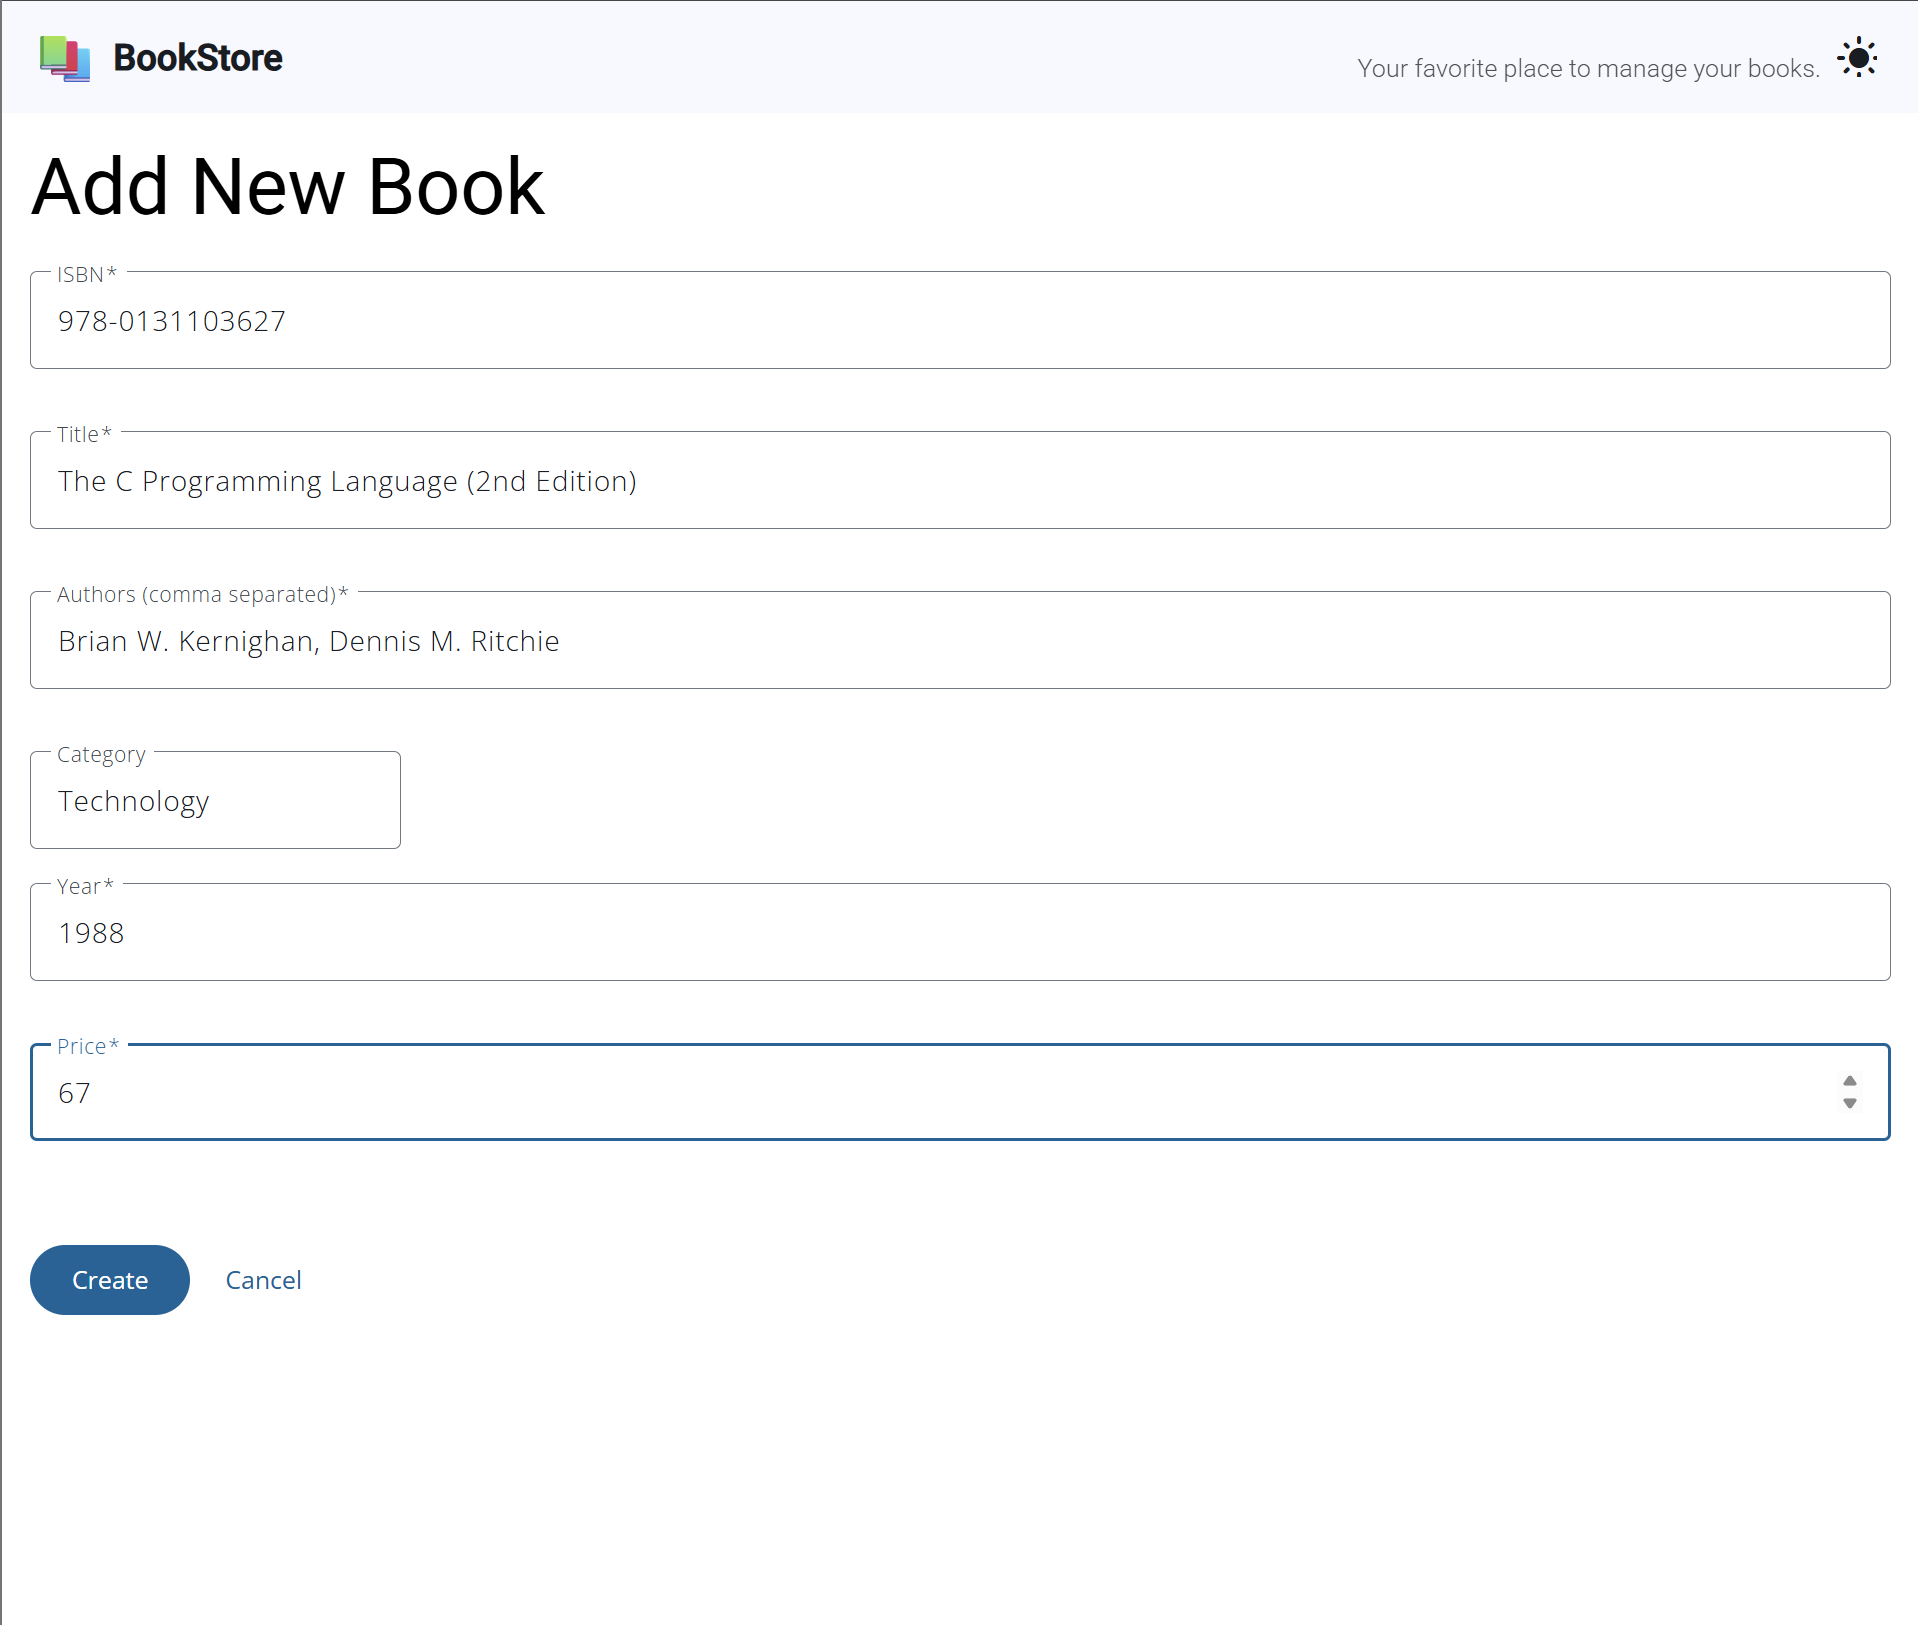 BookStore
Your favorite place to manage your books.
Add New Book
ISBN*
978-0131103627
Title*
The C Programming Language (2nd Edition)
Authors (comma separated)*
Brian W. Kernighan, Dennis M. Ritchie
Category
Technology
Year*
1988
Price*
67
Create
Cancel